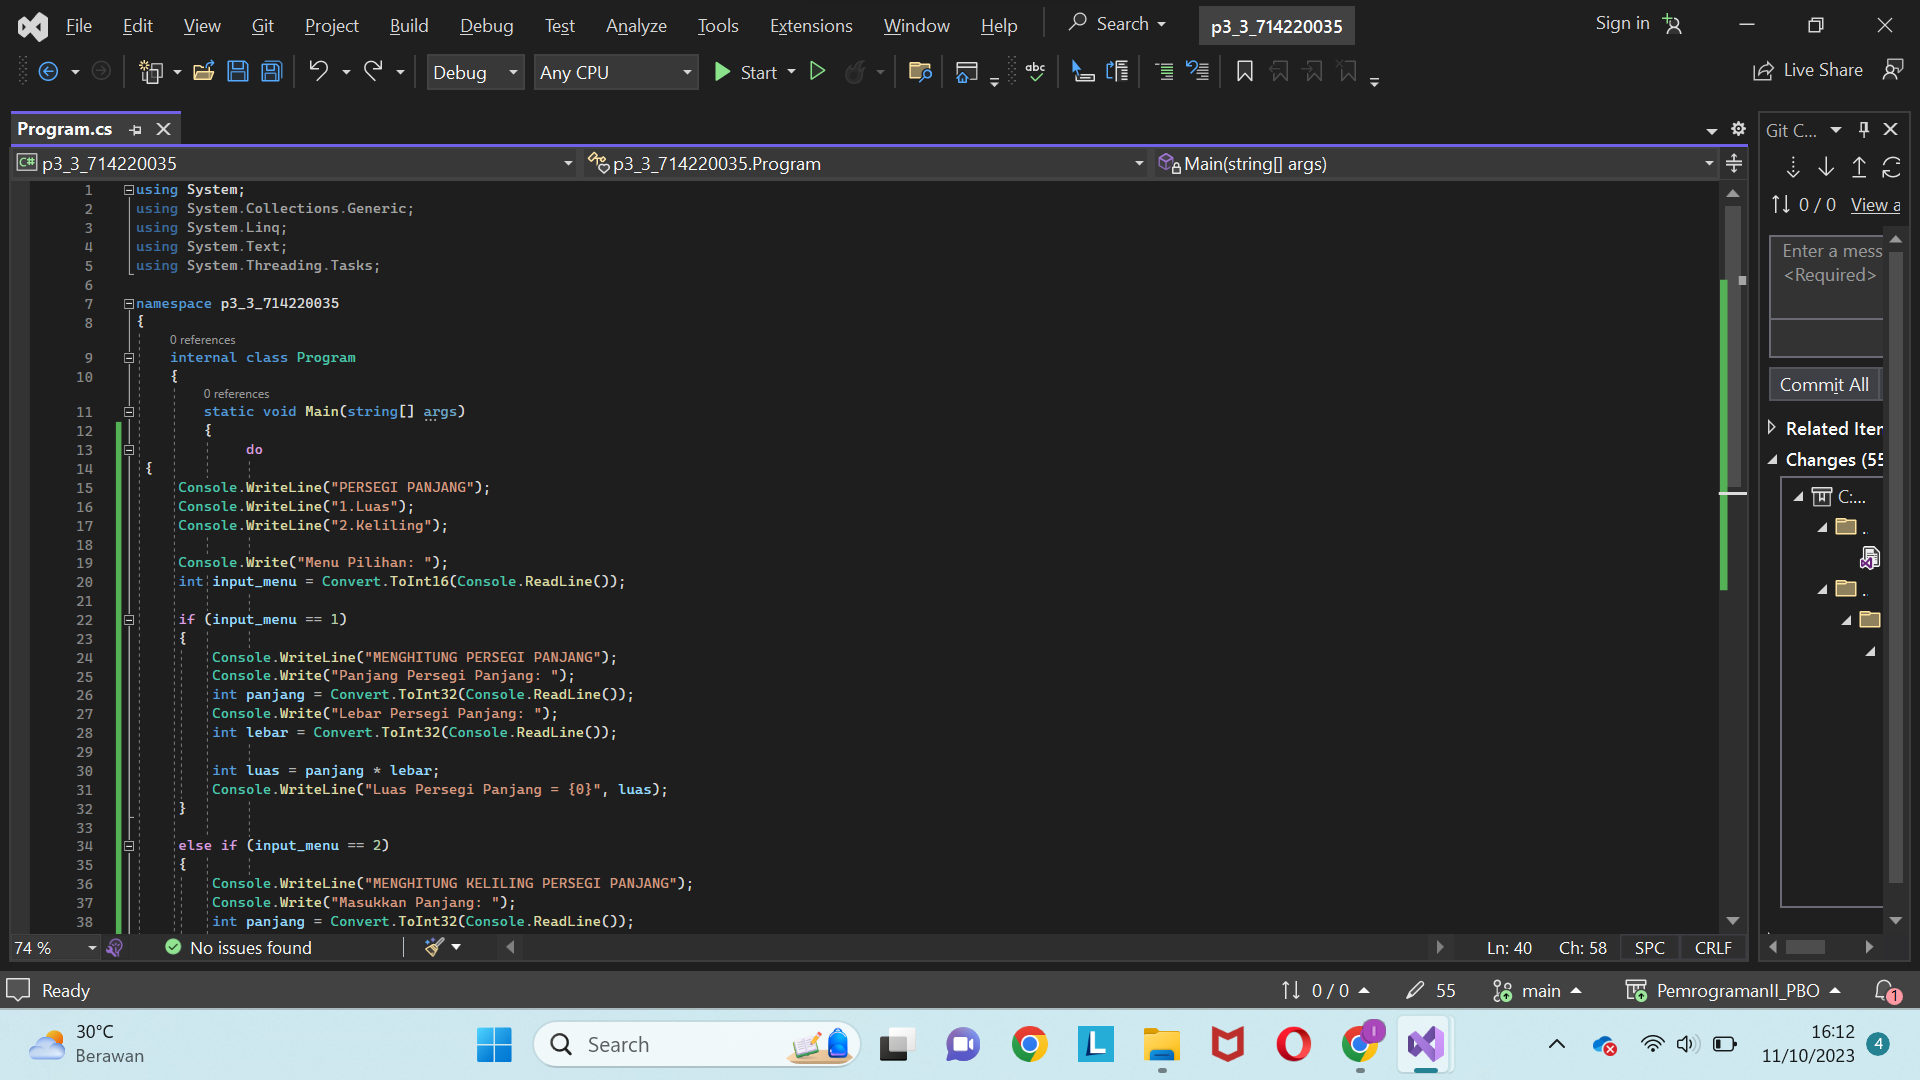 File Edit View Git Project Build Debug Test Analyze Tools Extensions Window Help Search p3_3_714220035 Sign in
Debug Any CPU Start Live Share
Program.cs
Git C...
p3_3_714220035 p3_3_714220035.Program Main(string[] args)
0 / 0 View a
Enter a mess
<Required>
Commit All
Related Iter
Changes (55
C:...
1 using System;
2 using System.Collections.Generic;
3 using System.Linq;
4 using System.Text;
5 using System.Threading.Tasks;
6
7 namespace p3_3_714220035
8 {
0 references
9 internal class Program
10 {
0 references
11 static void Main(string[] args)
12 {
13 do
14 {
15 Console.WriteLine("PERSEGI PANJANG");
16 Console.WriteLine("1.Luas");
17 Console.WriteLine("2.Keliling");
18
19 Console.Write("Menu Pilihan: ");
20 int input_menu = Convert.ToInt16(Console.ReadLine());
21
22 if (input_menu == 1)
23 {
24 Console.WriteLine("MENGHITUNG PERSEGI PANJANG");
25 Console.Write("Panjang Persegi Panjang: ");
26 int panjang = Convert.ToInt32(Console.ReadLine());
27 Console.Write("Lebar Persegi Panjang: ");
28 int lebar = Convert.ToInt32(Console.ReadLine());
29
30 int luas = panjang * lebar;
31 Console.WriteLine("Luas Persegi Panjang = {0}", luas);
32 }
33
34 else if (input_menu == 2)
35 {
36 Console.WriteLine("MENGHITUNG KELILING PERSEGI PANJANG");
37 Console.Write("Masukkan Panjang: ");
38 int panjang = Convert.ToInt32(Console.ReadLine());
74 % No issues found Ln: 40 Ch: 58 SPC CRLF
Ready 0 / 0 55 main PemrogramanII_PBO 1
30°C
Berawan
Search
16:12
11/10/2023
4